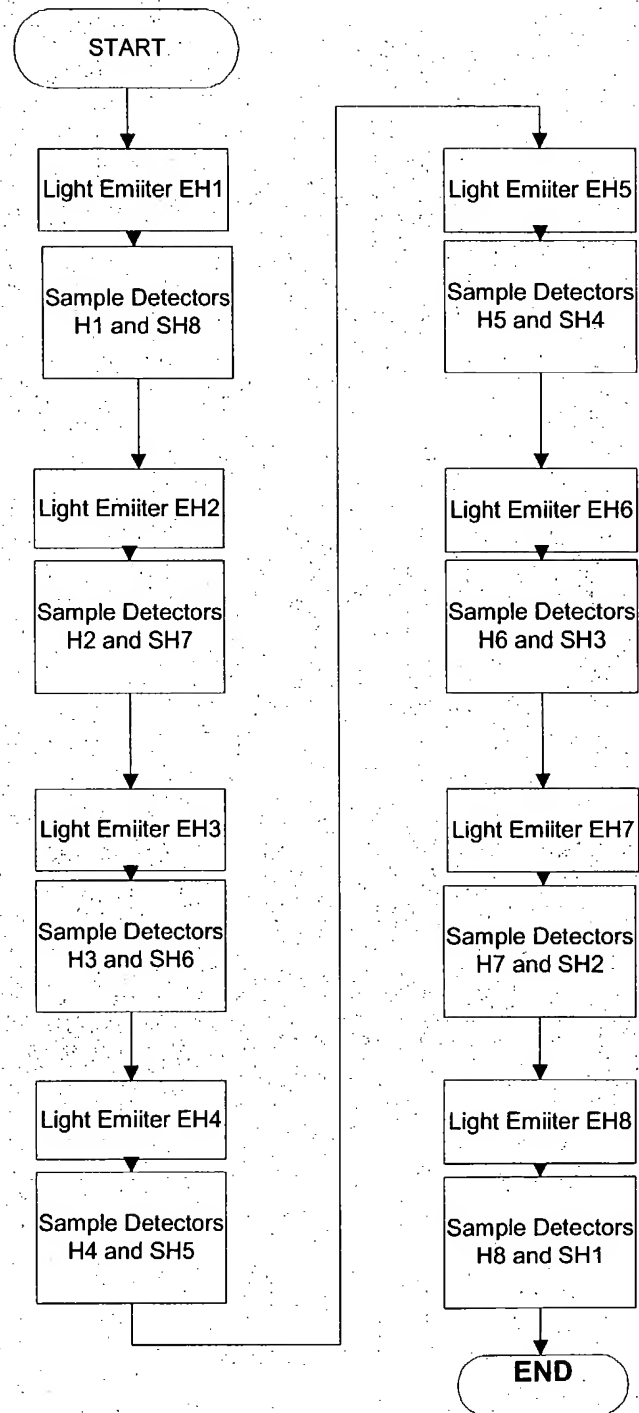 START
Light Emiiter EH1
Sample Detectors
H1 and SH8
Light Emiiter EH2
Sample Detectors
H2 and SH7
Light Emiiter EH3
Sample Detectors
H3 and SH6
Light Emiiter EH4
Sample Detectors
H4 and SH5
Light Emiiter EH5
Sample Detectors
H5 and SH4
Light Emiiter EH6
Sample Detectors
H6 and SH3
Light Emiiter EH7
Sample Detectors
H7 and SH2
Light Emiiter EH8
Sample Detectors
H8 and SH1
END